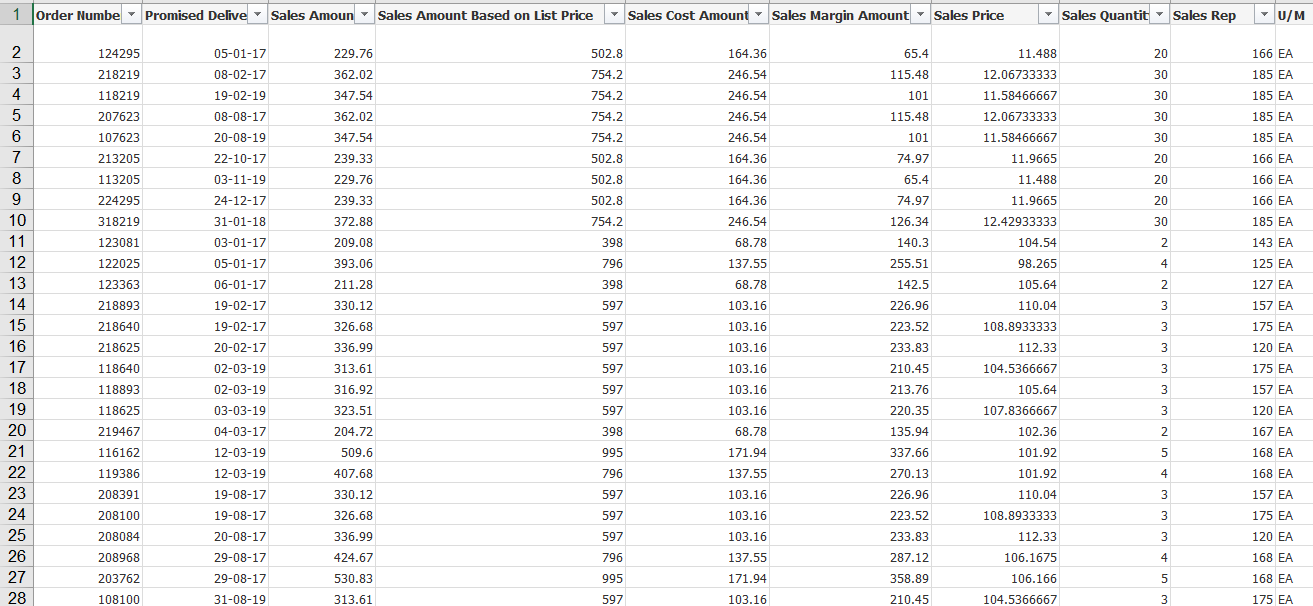 1 Order Numbe Promised Delive Sales Amoun Sales Amount Based on List Price Sales Cost Amount Sales Margin Amount Sales Price Sales Quantit Sales Rep U/M
2 124295 05-01-17 229.76 502.8 164.36 65.4 11.488 20 166 EA
3 218219 08-02-17 362.02 754.2 246.54 115.48 12.06733333 30 185 EA
4 118219 19-02-19 347.54 754.2 246.54 101 11.58466667 30 185 EA
5 207623 08-08-17 362.02 754.2 246.54 115.48 12.06733333 30 185 EA
6 107623 20-08-19 347.54 754.2 246.54 101 11.58466667 30 185 EA
7 213205 22-10-17 239.33 502.8 164.36 74.97 11.9665 20 166 EA
8 113205 03-11-19 229.76 502.8 164.36 65.4 11.488 20 166 EA
9 224295 24-12-17 239.33 502.8 164.36 74.97 11.9665 20 166 EA
10 318219 31-01-18 372.88 754.2 246.54 126.34 12.42933333 30 185 EA
11 123081 03-01-17 209.08 398 68.78 140.3 104.54 2 143 EA
12 122025 05-01-17 393.06 796 137.55 255.51 98.265 4 125 EA
13 123363 06-01-17 211.28 398 68.78 142.5 105.64 2 127 EA
14 218893 19-02-17 330.12 597 103.16 226.96 110.04 3 157 EA
15 218640 19-02-17 326.68 597 103.16 223.52 108.8933333 3 175 EA
16 218625 20-02-17 336.99 597 103.16 233.83 112.33 3 120 EA
17 118640 02-03-19 313.61 597 103.16 210.45 104.5366667 3 175 EA
18 118893 02-03-19 316.92 597 103.16 213.76 105.64 3 157 EA
19 118625 03-03-19 323.51 597 103.16 220.35 107.8366667 3 120 EA
20 219467 04-03-17 204.72 398 68.78 135.94 102.36 2 167 EA
21 116162 12-03-19 509.6 995 171.94 337.66 101.92 5 168 EA
22 119386 12-03-19 407.68 796 137.55 270.13 101.92 4 168 EA
23 208391 19-08-17 330.12 597 103.16 226.96 110.04 3 157 EA
24 208100 19-08-17 326.68 597 103.16 223.52 108.8933333 3 175 EA
25 208084 20-08-17 336.99 597 103.16 233.83 112.33 3 120 EA
26 208968 29-08-17 424.67 796 137.55 287.12 106.1675 4 168 EA
27 203762 29-08-17 530.83 995 171.94 358.89 106.166 5 168 EA
28 108100 31-08-19 313.61 597 103.16 210.45 104.5366667 3 175 EA